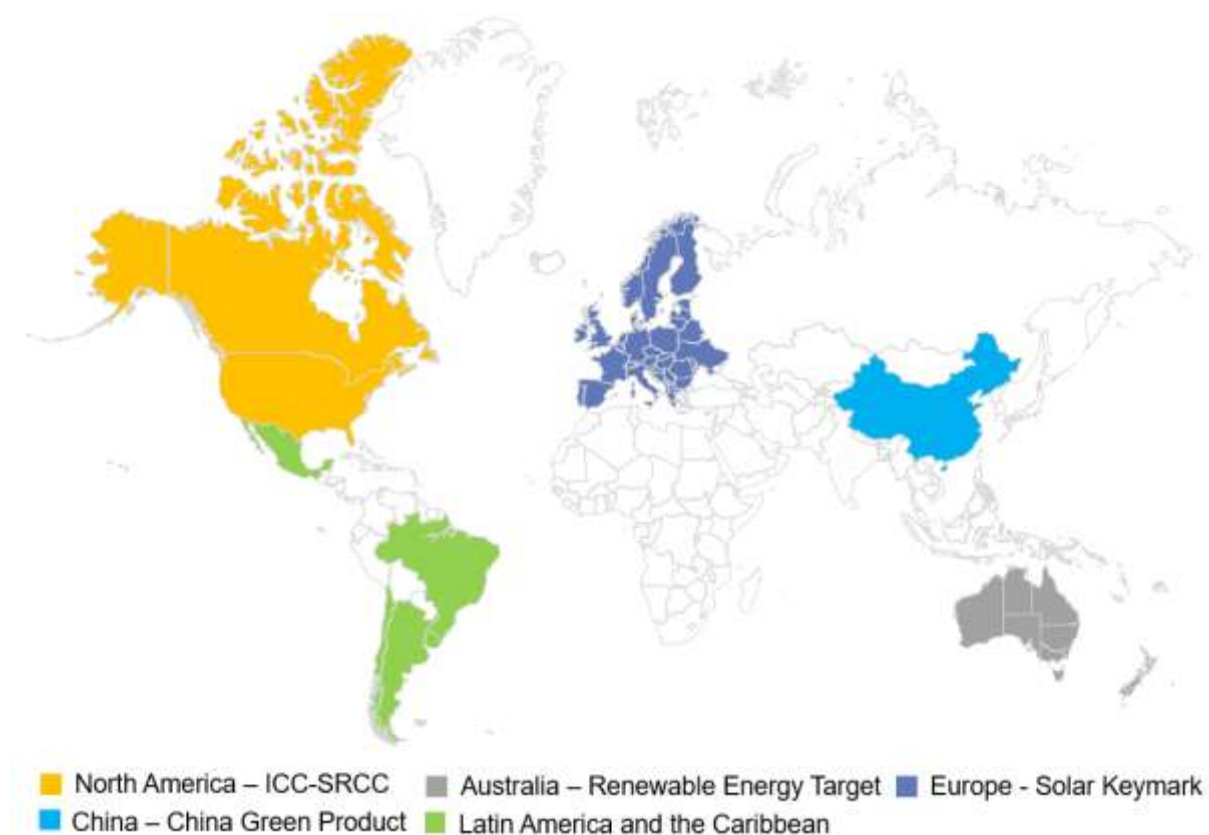 North America – ICC-SRCC Australia – Renewable Energy Target Europe - Solar Keymark
China – China Green Product Latin America and the Caribbean